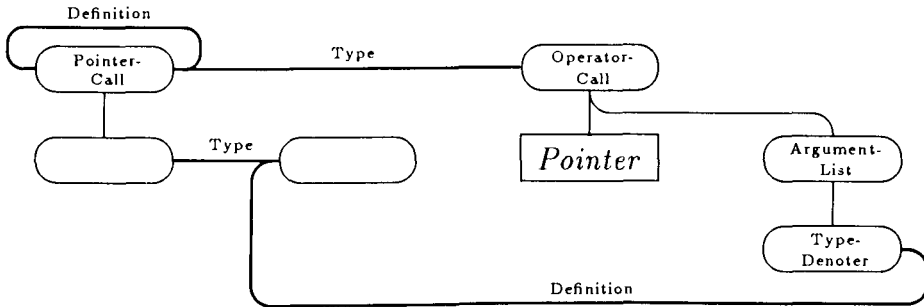 Definition
Pointer-
Call
Type
Operator-
Call
Type
Pointer
Argument-
List
Type-
Denoter
Definition